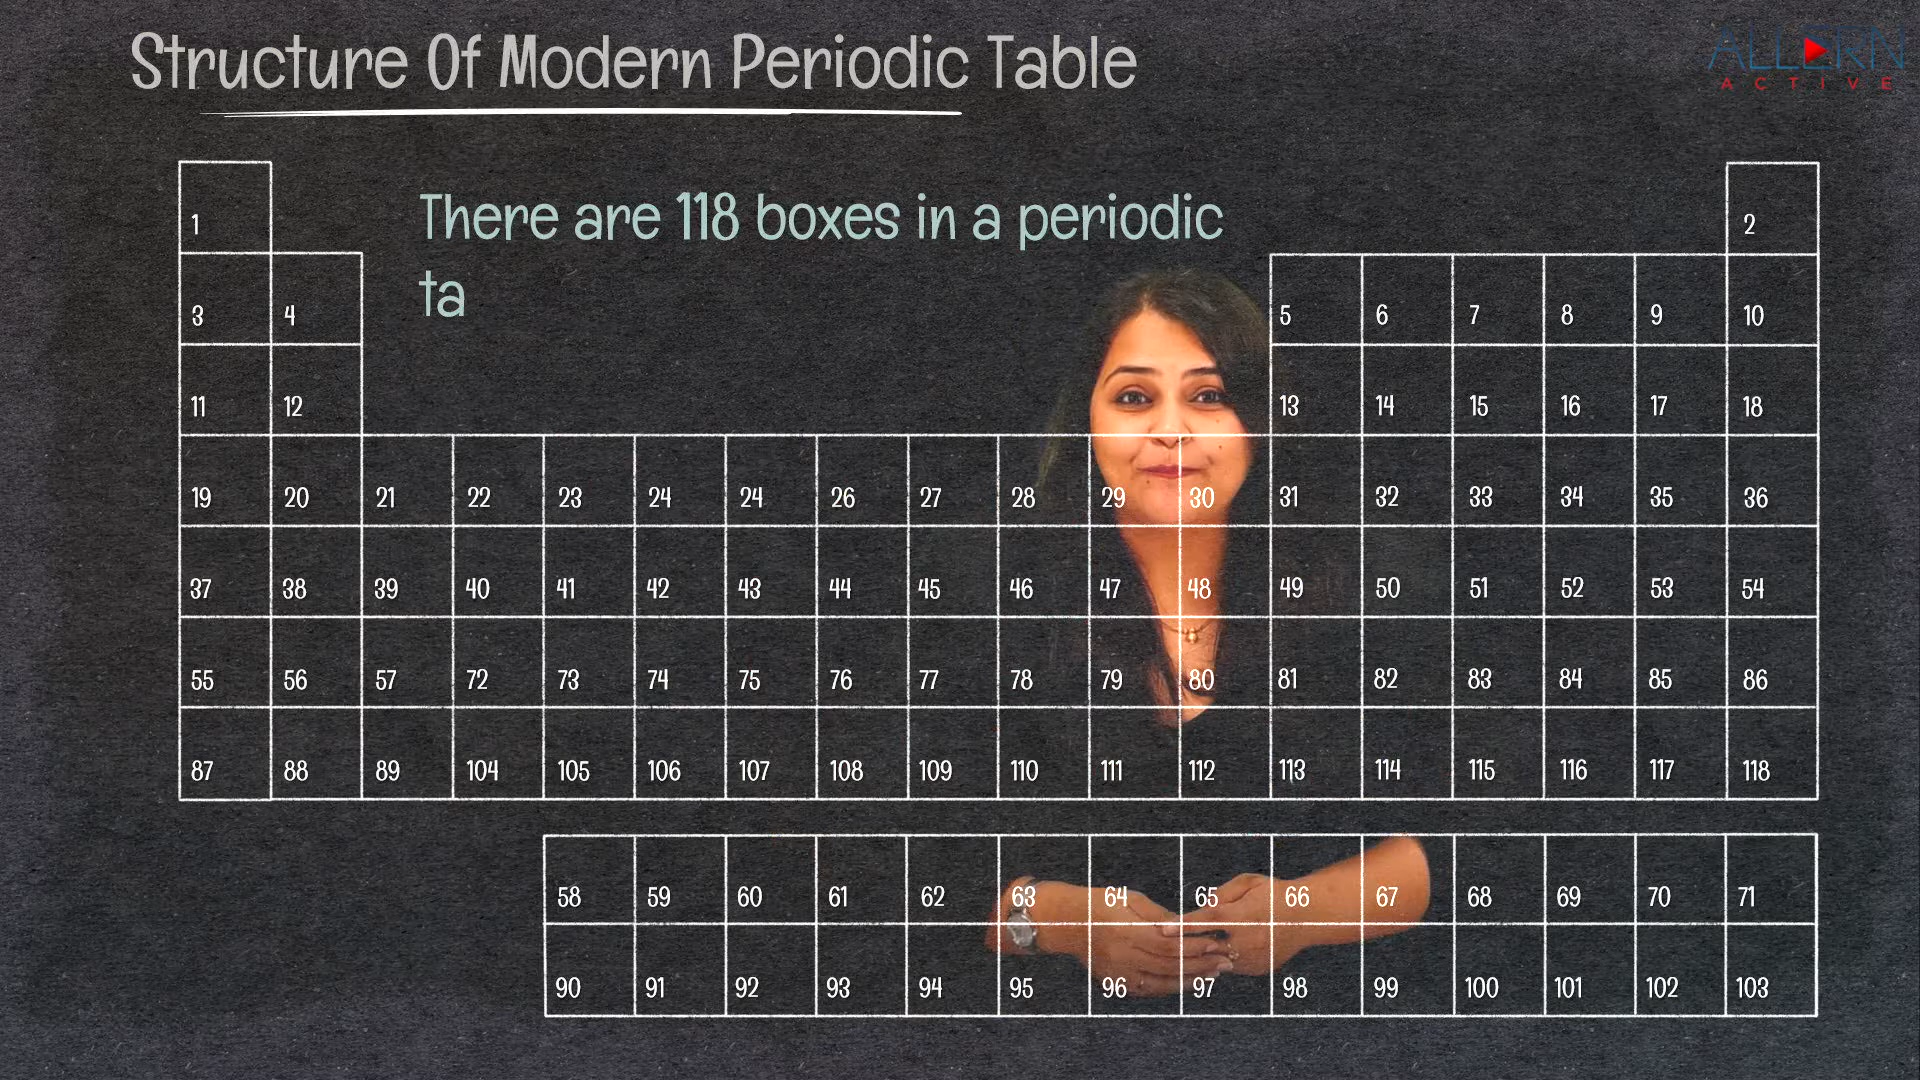 Structure Of Modern Periodic Table
ALLERN
ACTIVE
There are 118 boxes in a periodic
ta
1 2
3 4 5 6 7 8 9 10
11 12 13 14 15 16 17 18
19 20 21 22 23 24 24 26 27 28 29 30 31 32 33 34 35 36
37 38 39 40 41 42 43 44 45 46 47 48 49 50 51 52 53 54
55 56 57 72 73 74 75 76 77 78 79 80 81 82 83 84 85 86
87 88 89 104 105 106 107 108 109 110 111 112 113 114 115 116 117 118
58 59 60 61 62 63 64 65 66 67 68 69 70 71
90 91 92 93 94 95 96 97 98 99 100 101 102 103